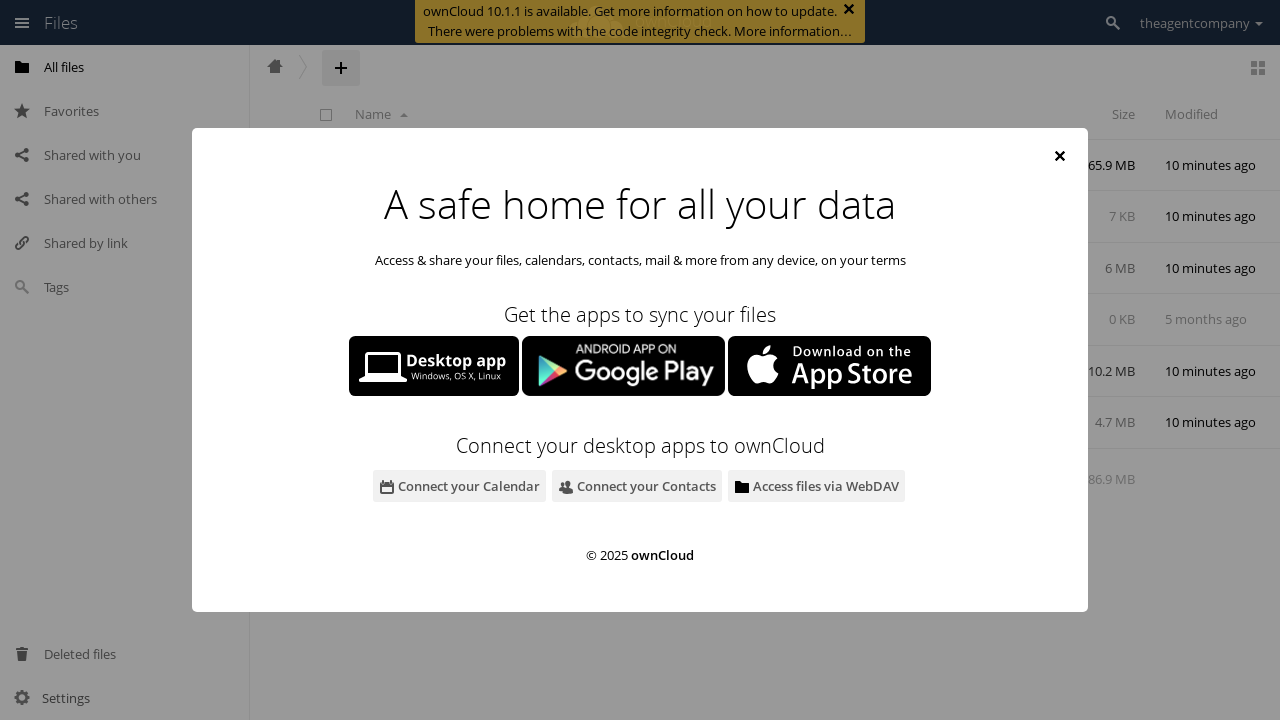 Files
ownCloud 10.1.1 is available. Get more information on how to update.
There were problems with the code integrity check. More information…
theagentcompany
All files
Favorites
Shared with you
Shared with others
Shared by link
Tags
Deleted files
Settings
Name
Size
Modified
65.9 MB
10 minutes ago
7 KB
10 minutes ago
6 MB
10 minutes ago
0 KB
5 months ago
10.2 MB
10 minutes ago
4.7 MB
10 minutes ago
86.9 MB
A safe home for all your data
Access & share your files, calendars, contacts, mail & more from any device, on your terms
Get the apps to sync your files
Desktop app
Windows, OS X, Linux
ANDROID APP ON
Google Play
Download on the
App Store
Connect your desktop apps to ownCloud
Connect your Calendar
Connect your Contacts
Access files via WebDAV
© 2025 ownCloud